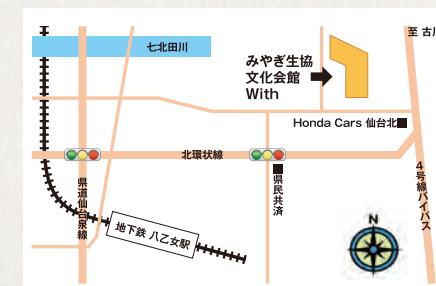 七北田川
至 古川
みやぎ生協
文化会館
With
Honda Cars 仙台北
北環状線
県道仙台泉線
県民共済
4号線バイパス
地下鉄 八乙女駅
N